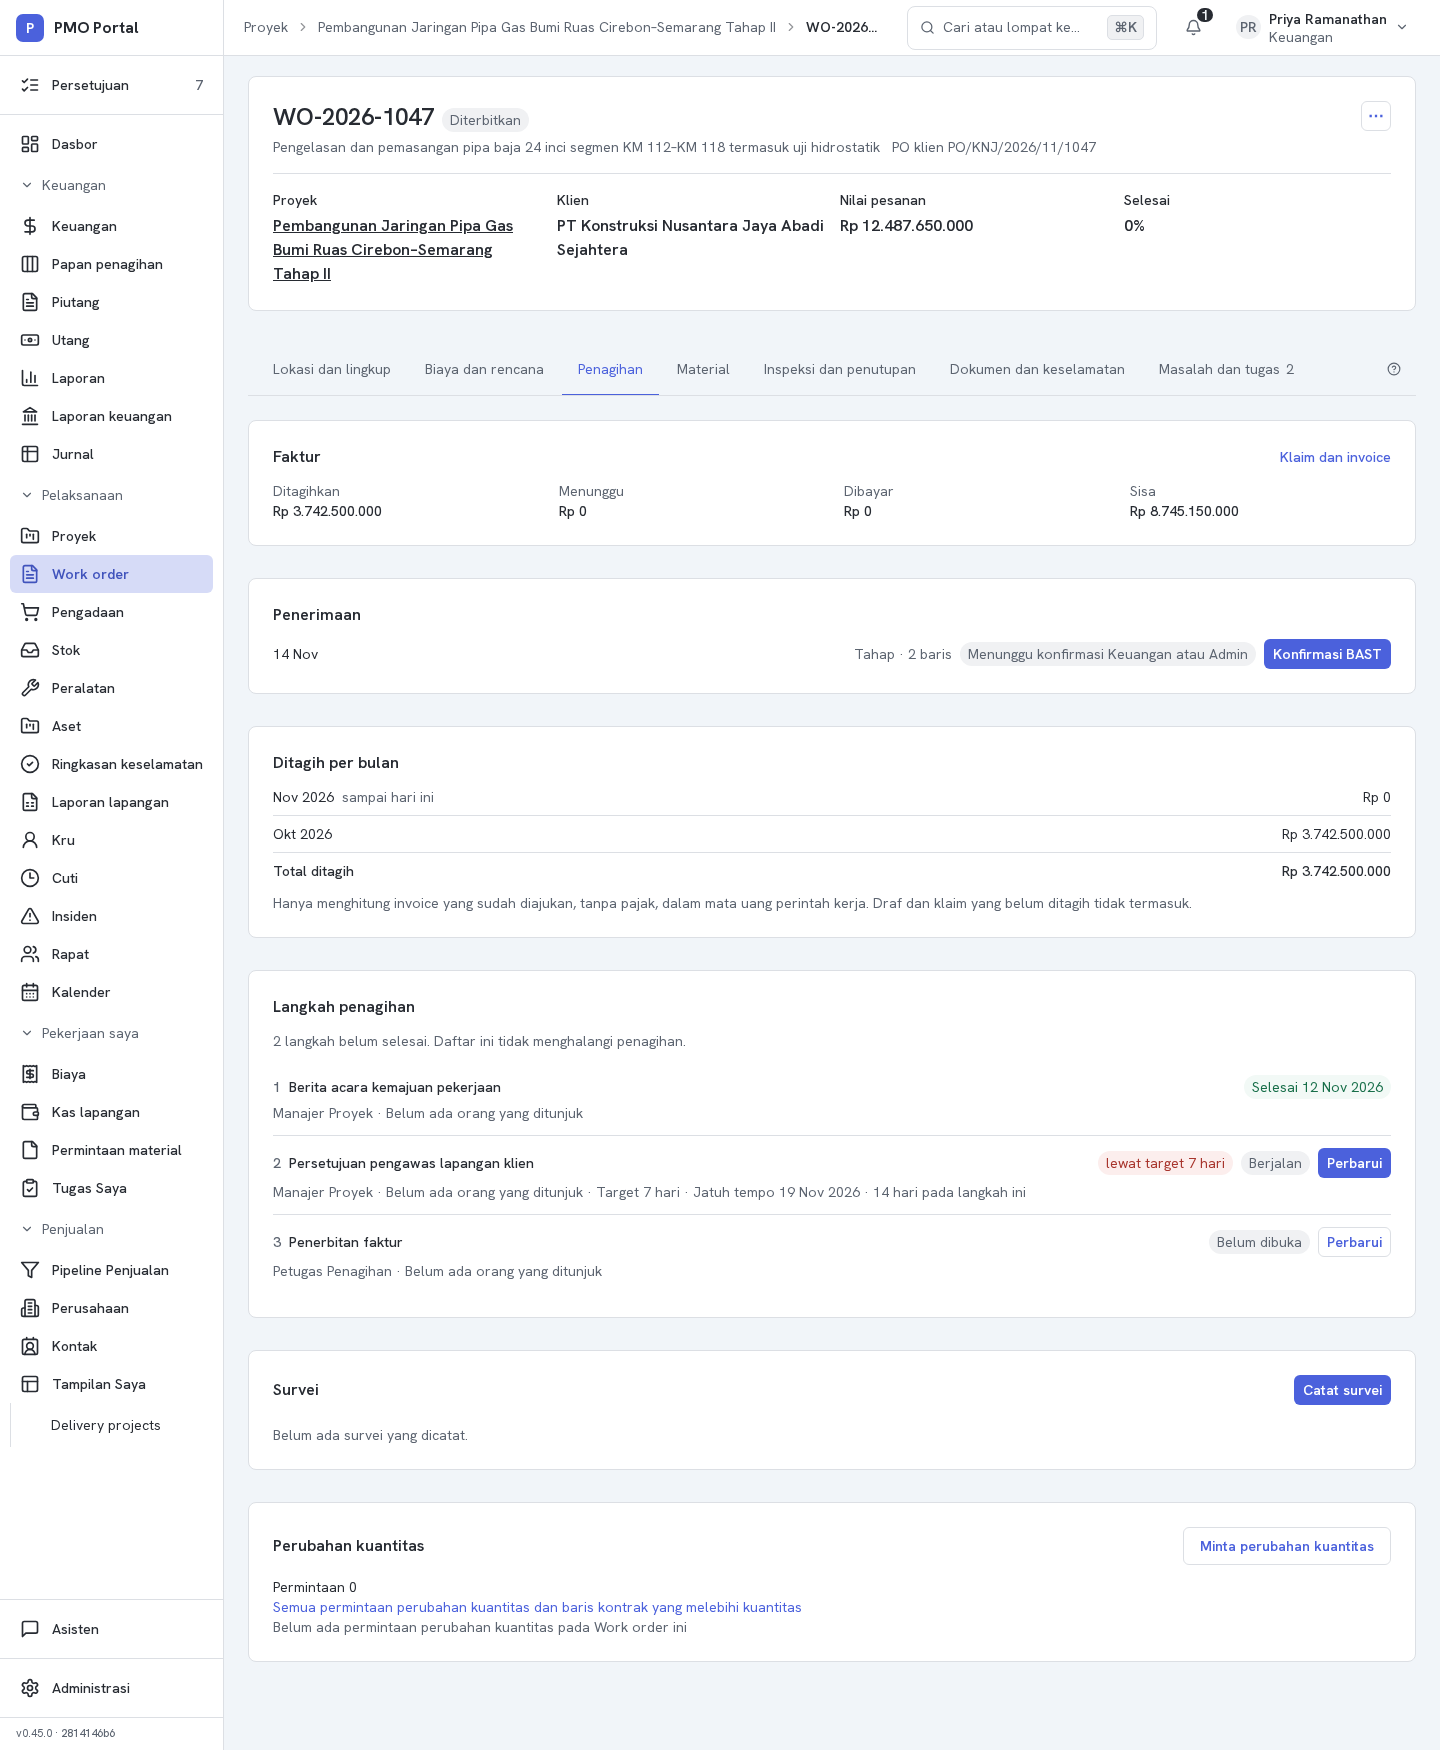 P PMO Portal
Persetujuan 7
Dasbor
Keuangan
Keuangan
Papan penagihan
Piutang
Utang
Laporan
Laporan keuangan
Jurnal
Pelaksanaan
Proyek
Work order
Pengadaan
Stok
Peralatan
Aset
Ringkasan keselamatan
Laporan lapangan
Kru
Cuti
Insiden
Rapat
Kalender
Pekerjaan saya
Biaya
Kas lapangan
Permintaan material
Tugas Saya
Penjualan
Pipeline Penjualan
Perusahaan
Kontak
Tampilan Saya
Delivery projects
Asisten
Administrasi
v0.45.0 · 2814146b6
Proyek > Pembangunan Jaringan Pipa Gas Bumi Ruas Cirebon–Semarang Tahap II > WO-2026...
Cari atau lompat ke... ⌘K
1
PR Priya Ramanathan
Keuangan
WO-2026-1047 Diterbitkan
Pengelasan dan pemasangan pipa baja 24 inci segmen KM 112–KM 118 termasuk uji hidrostatik PO klien PO/KNJ/2026/11/1047
Proyek
Pembangunan Jaringan Pipa Gas
Bumi Ruas Cirebon–Semarang
Tahap II
Klien
PT Konstruksi Nusantara Jaya Abadi
Sejahtera
Nilai pesanan
Rp 12.487.650.000
Selesai
0%
Lokasi dan lingkup Biaya dan rencana Penagihan Material Inspeksi dan penutupan Dokumen dan keselamatan Masalah dan tugas 2
Faktur Klaim dan invoice
Ditagihkan Menunggu Dibayar Sisa
Rp 3.742.500.000 Rp 0 Rp 0 Rp 8.745.150.000
Penerimaan
14 Nov Tahap · 2 baris Menunggu konfirmasi Keuangan atau Admin Konfirmasi BAST
Ditagih per bulan
Nov 2026 sampai hari ini Rp 0
Okt 2026 Rp 3.742.500.000
Total ditagih Rp 3.742.500.000
Hanya menghitung invoice yang sudah diajukan, tanpa pajak, dalam mata uang perintah kerja. Draf dan klaim yang belum ditagih tidak termasuk.
Langkah penagihan
2 langkah belum selesai. Daftar ini tidak menghalangi penagihan.
1 Berita acara kemajuan pekerjaan Selesai 12 Nov 2026
Manajer Proyek · Belum ada orang yang ditunjuk
2 Persetujuan pengawas lapangan klien lewat target 7 hari Berjalan Perbarui
Manajer Proyek · Belum ada orang yang ditunjuk · Target 7 hari · Jatuh tempo 19 Nov 2026 · 14 hari pada langkah ini
3 Penerbitan faktur Belum dibuka Perbarui
Petugas Penagihan · Belum ada orang yang ditunjuk
Survei Catat survei
Belum ada survei yang dicatat.
Perubahan kuantitas Minta perubahan kuantitas
Permintaan 0
Semua permintaan perubahan kuantitas dan baris kontrak yang melebihi kuantitas
Belum ada permintaan perubahan kuantitas pada Work order ini